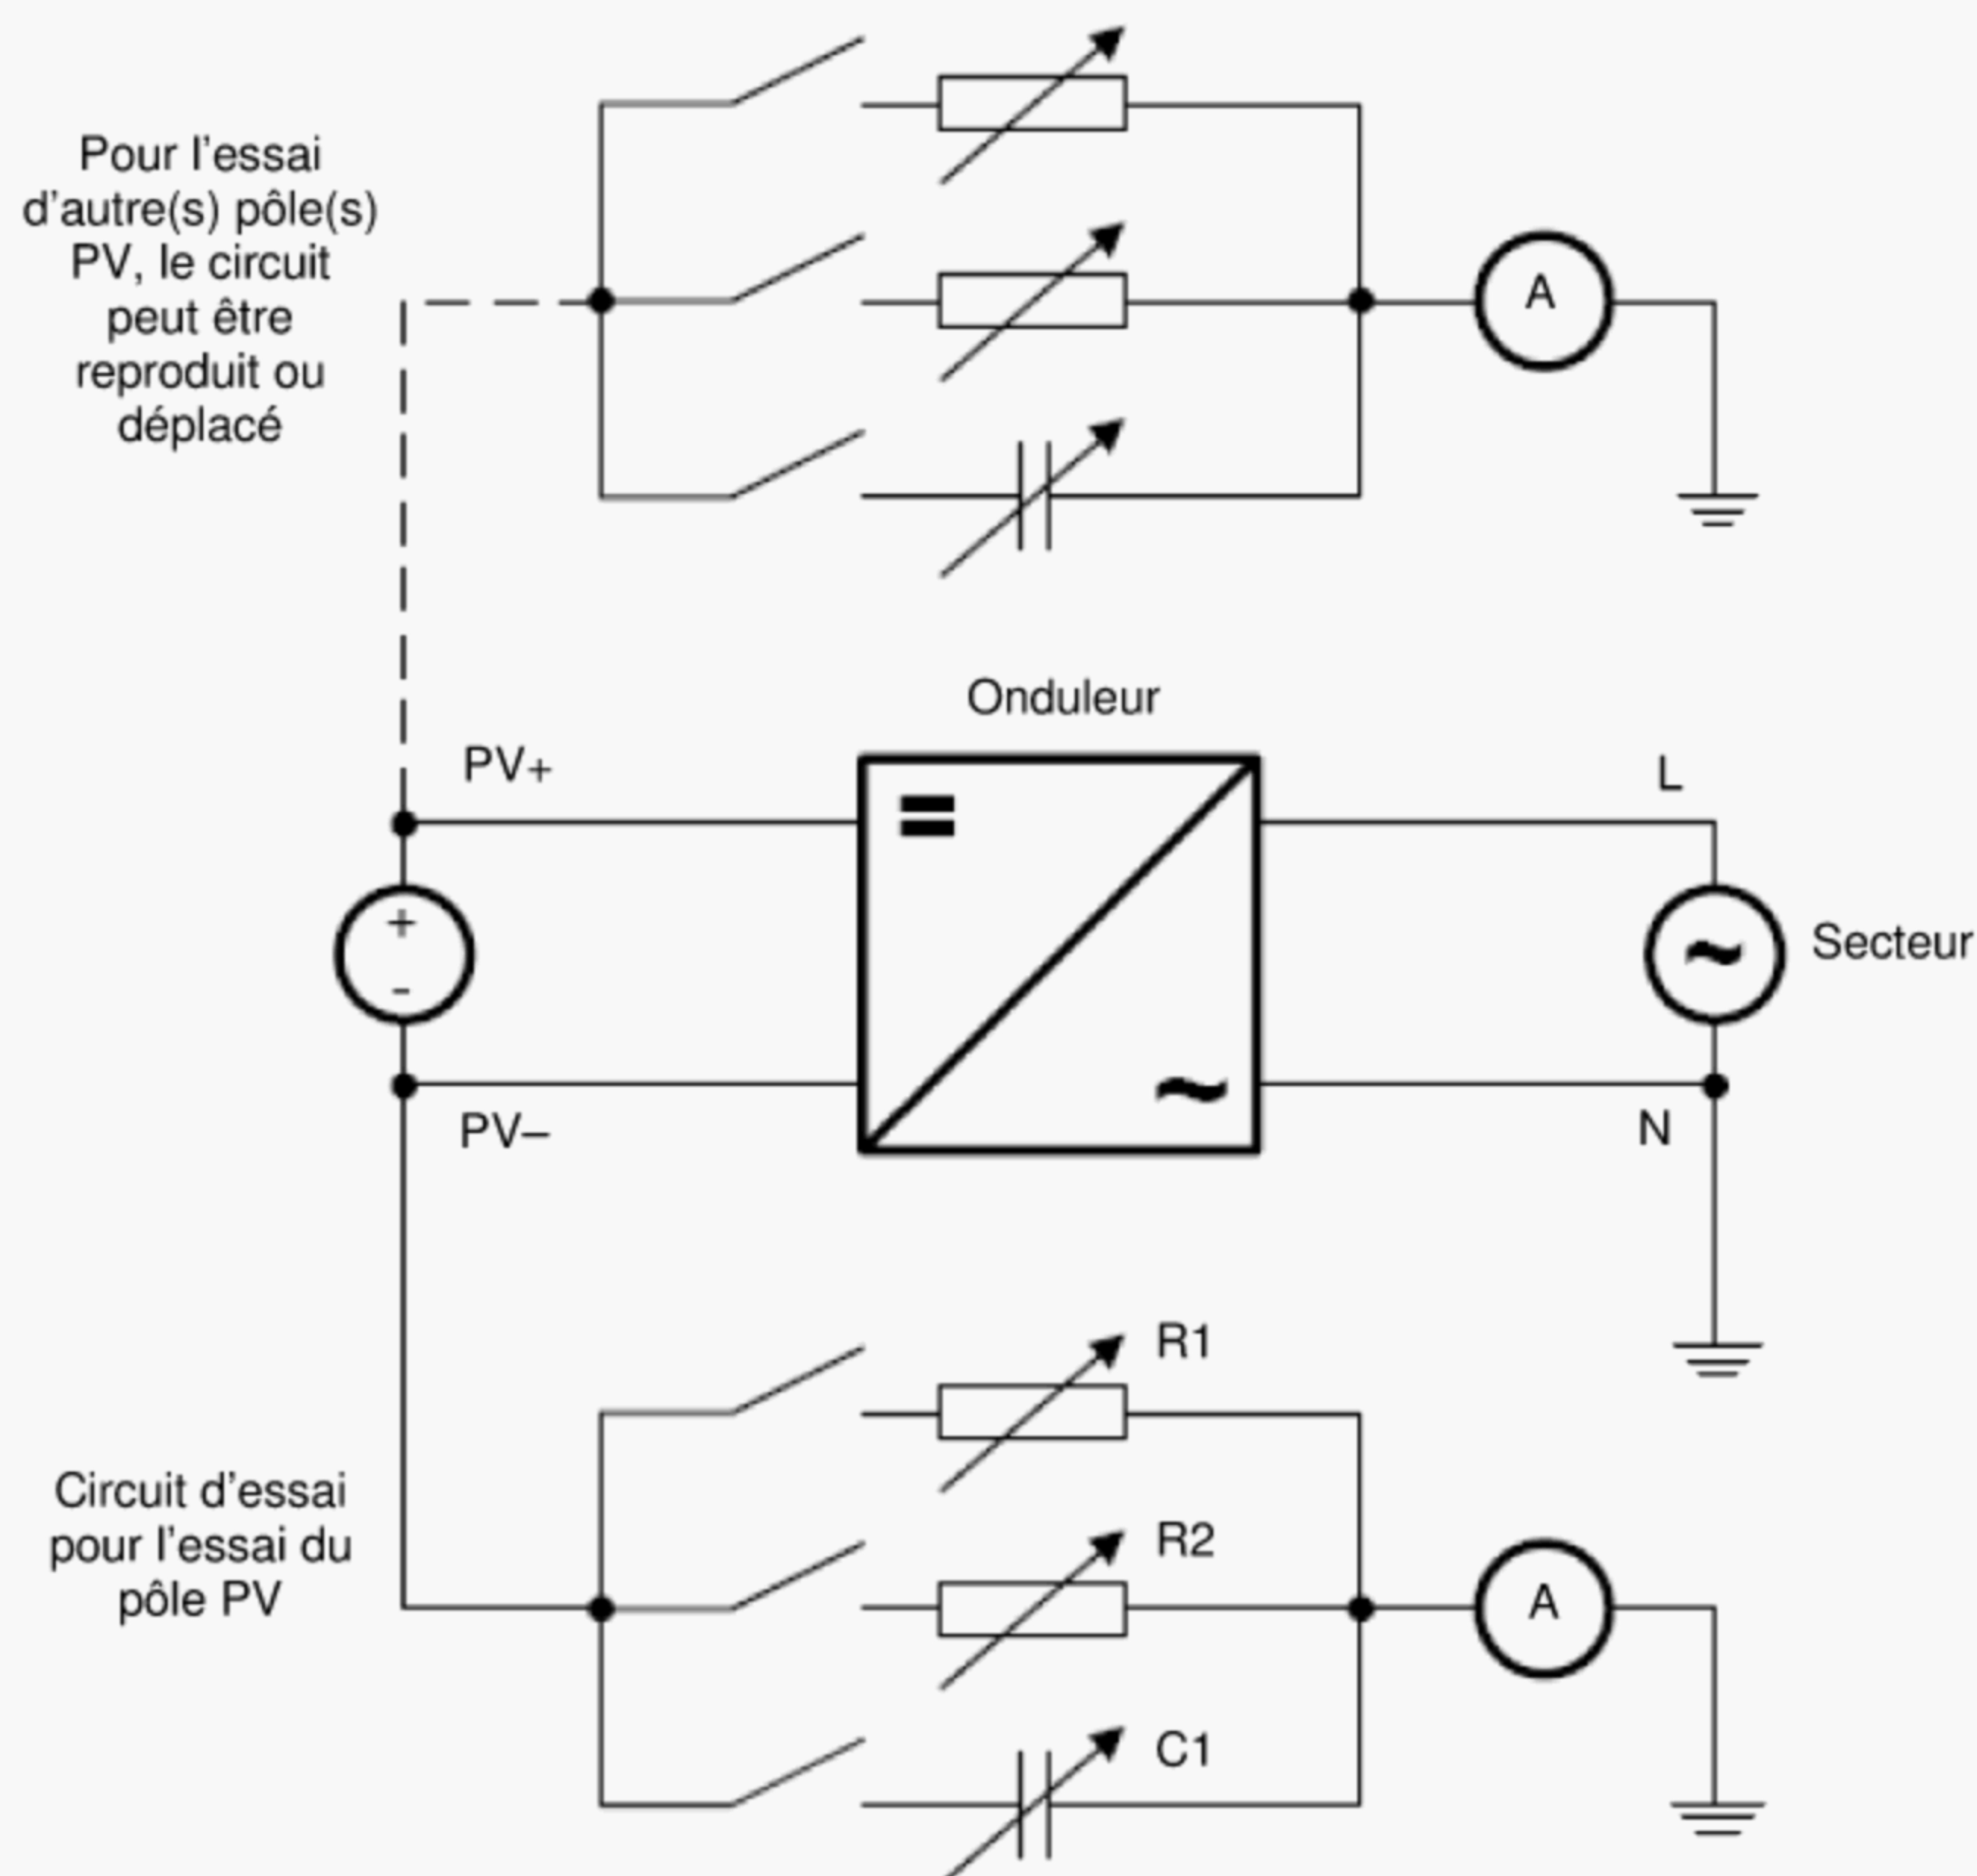 Pour l'essai
d'autre(s) pôle(s)
PV, le circuit
peut être
reproduit ou
déplacé
A
Onduleur
PV+
L
=
+
-
~
Secteur
~
PV–
N
R1
Circuit d'essai
pour l'essai du
pôle PV
R2
A
C1